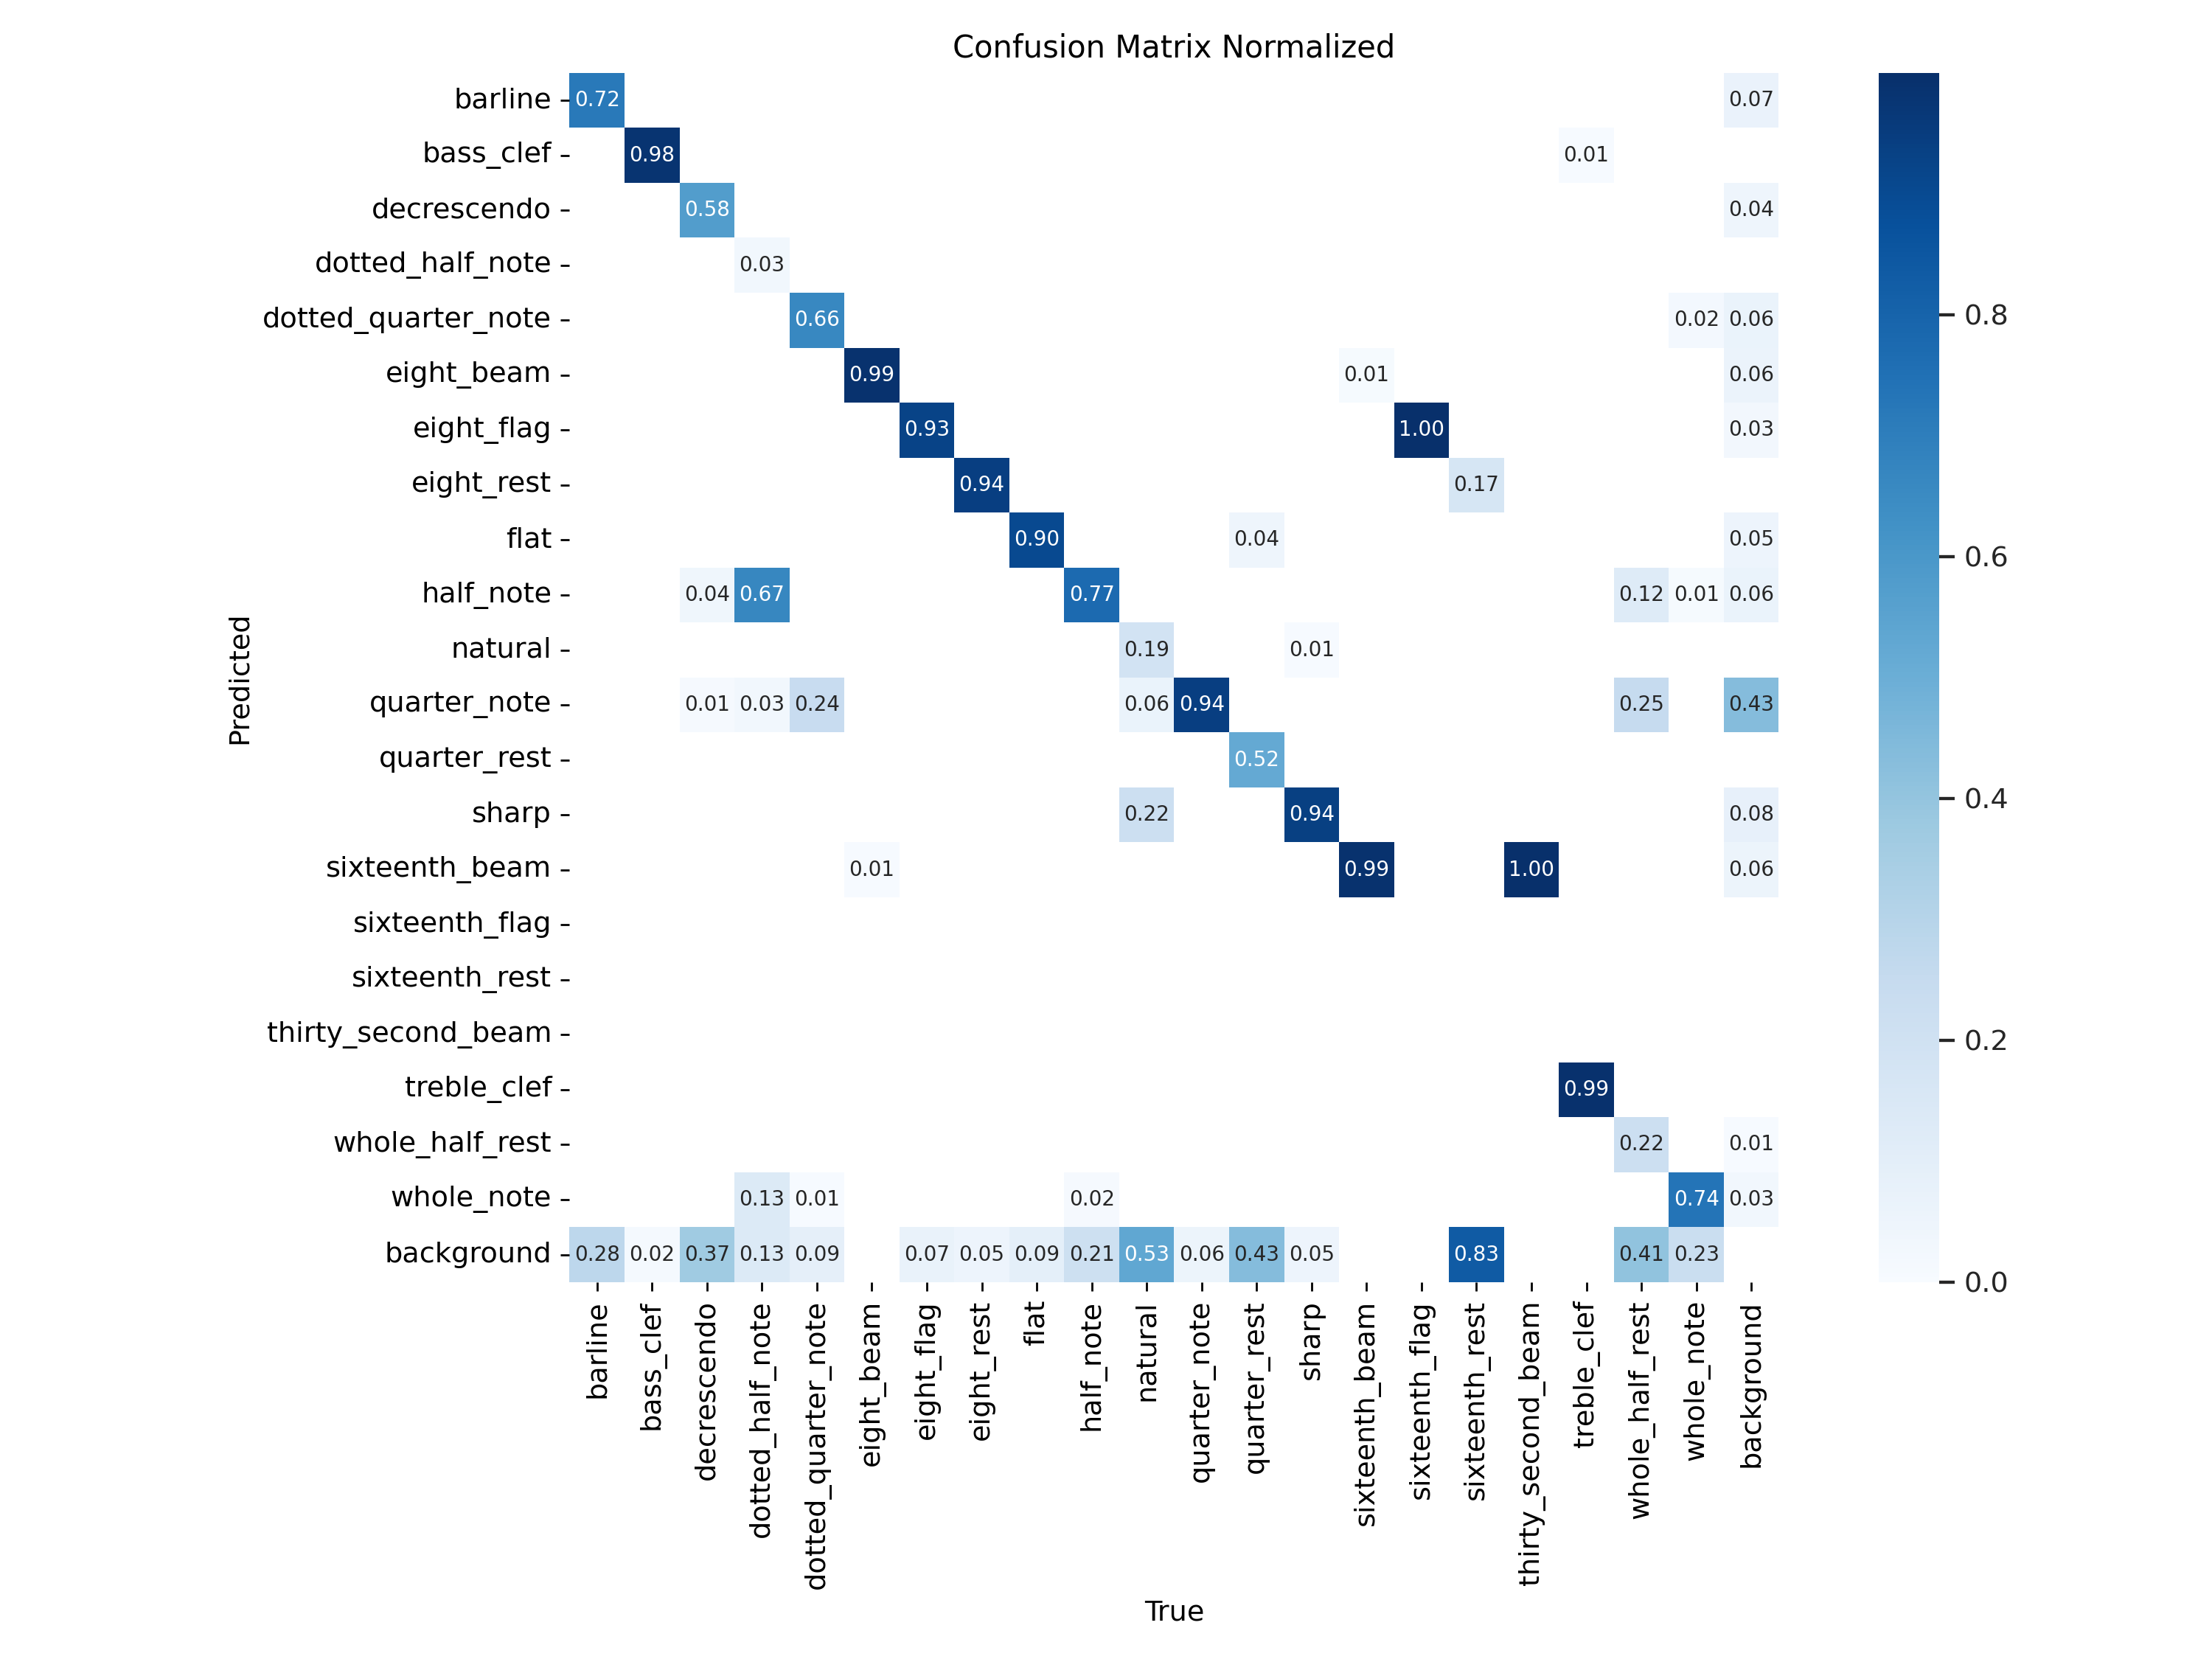 Confusion Matrix Normalized
barline 0.72 0.07
bass_clef 0.98 0.01
decrescendo 0.58 0.04
dotted_half_note 0.03
dotted_quarter_note 0.66 0.02 0.06 0.8
eight_beam 0.99 0.01 0.06
eight_flag 0.93 1.00 0.03
eight_rest 0.94 0.17
flat 0.90 0.04 0.05 0.6
half_note 0.04 0.67 0.77 0.12 0.01 0.06
natural 0.19 0.01
Predicted
quarter_note 0.01 0.03 0.24 0.06 0.94 0.25 0.43
quarter_rest 0.52
0.4
sharp 0.22 0.94 0.08
sixteenth_beam 0.01 0.99 1.00 0.06
sixteenth_flag
sixteenth_rest
thirty_second_beam 0.2
treble_clef 0.99
whole_half_rest 0.22 0.01
whole_note 0.13 0.01 0.02 0.74 0.03
background 0.28 0.02 0.37 0.13 0.09 0.07 0.05 0.09 0.21 0.53 0.06 0.43 0.05 0.83 0.41 0.23
0.0
barline bass_clef decrescendo dotted_half_note dotted_quarter_note eight_beam eight_flag eight_rest flat half_note natural quarter_note quarter_rest sharp sixteenth_beam sixteenth_flag sixteenth_rest thirty_second_beam treble_clef whole_half_rest whole_note background
True